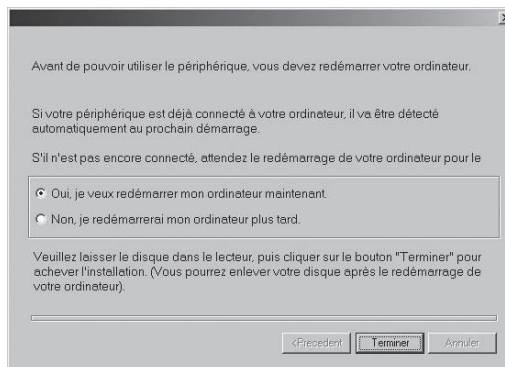 Avant de pouvoir utiliser le périphérique, vous devez redémarrer votre ordinateur.
Si votre périphérique est déjà connecté à votre ordinateur, il va être détecté
automatiquement au prochain démarrage.
S'il n'est pas encore connecté, attendez le redémarrage de votre ordinateur pour le
Oui, je veux redémarrer mon ordinateur maintenant.
Non, je redémarrerai mon ordinateur plus tard.
Veuillez laisser le disque dans le lecteur, puis cliquer sur le bouton "Terminer" pour
achever l'installation. (Vous pourrez enlever votre disque après le redémarrage de
votre ordinateur).
<Precedent Terminer Annuler